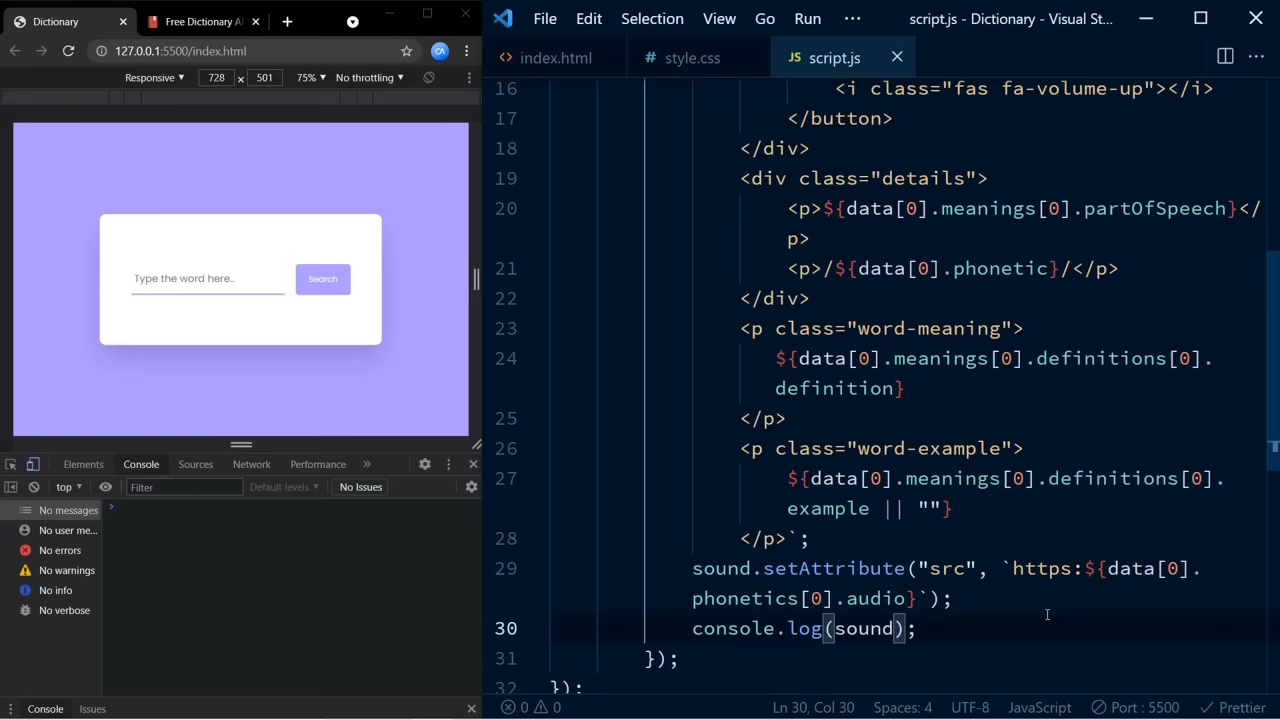 Dictionary
Free Dictionary A
127.0.0.1:5500/index.html
CA
Responsive
728 × 501
75%
No throttling
Type the word here..
Search
Elements
Console
Sources
Network
Performance
top
Filter
Default levels
No Issues
No messages
No user me...
No errors
No warnings
No info
No verbose
Console
Issues
File Edit Selection View Go Run ··· script.js - Dictionary - Visual St...
index.html
# style.css
JS script.js
16 <i class="fas fa-volume-up"></i>
17 </button>
18 </div>
19 <div class="details">
20 <p>${data[0].meanings[0].partOfSpeech}</
p>
21 <p>/${data[0].phonetic}/</p>
22 </div>
23 <p class="word-meaning">
24 ${data[0].meanings[0].definitions[0].
definition}
25 </p>
26 <p class="word-example">
27 ${data[0].meanings[0].definitions[0].
example || ""}
28 </p>`;
29 sound.setAttribute("src", `https:${data[0].
phonetics[0].audio}`);
30 console.log(sound);
31 });
32 });
0 0
Ln 30, Col 30
Spaces: 4
UTF-8
JavaScript
Port : 5500
Prettier